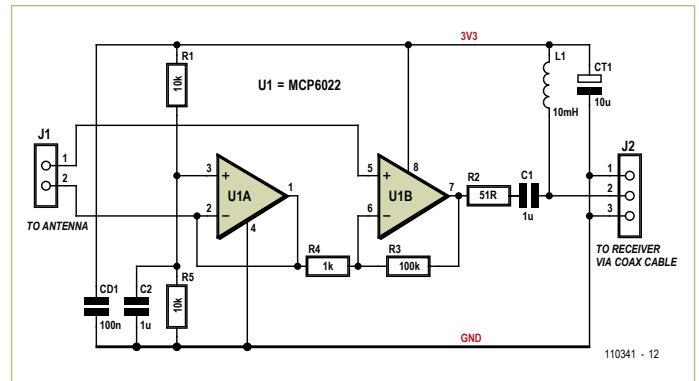 3V3
R1
10k
U1 = MCP6022
L1
10mH
CT1
10u
J1
1
2
TO ANTENNA
3
+
U1A
1
2
–
4
5
+
U1B
8
7
6
–
R2
51R
C1
1u
J2
1
2
3
TO RECEIVER
VIA COAX CABLE
R4
1k
R3
100k
CD1
100n
C2
1u
R5
10k
GND
110341 - 12